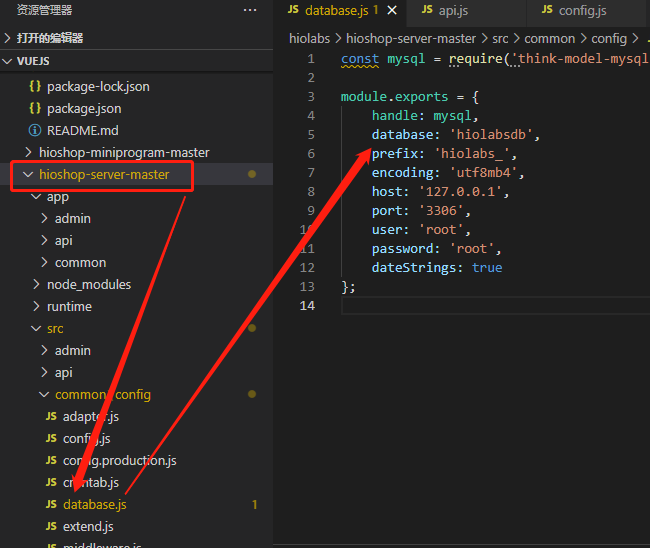 资源管理器
打开的编辑器
VUEJS
package-lock.json
package.json
README.md
hioshop-miniprogram-master
hioshop-server-master
app
admin
api
common
node_modules
runtime
src
admin
api
common \ config
JS adapter.js
JS config.js
JS config.production.js
JS crontab.js
JS database.js 1
JS extend.js
JS middleware.js
JS database.js 1
JS api.js
JS config.js
hiolabs > hioshop-server-master > src > common > config > .
1 const mysql = require('think-model-mysql
2
3 module.exports = {
4 handle: mysql,
5 database: 'hiolabsdb',
6 prefix: 'hiolabs_',
7 encoding: 'utf8mb4',
8 host: '127.0.0.1',
9 port: '3306',
10 user: 'root',
11 password: 'root',
12 dateStrings: true
13 };
14